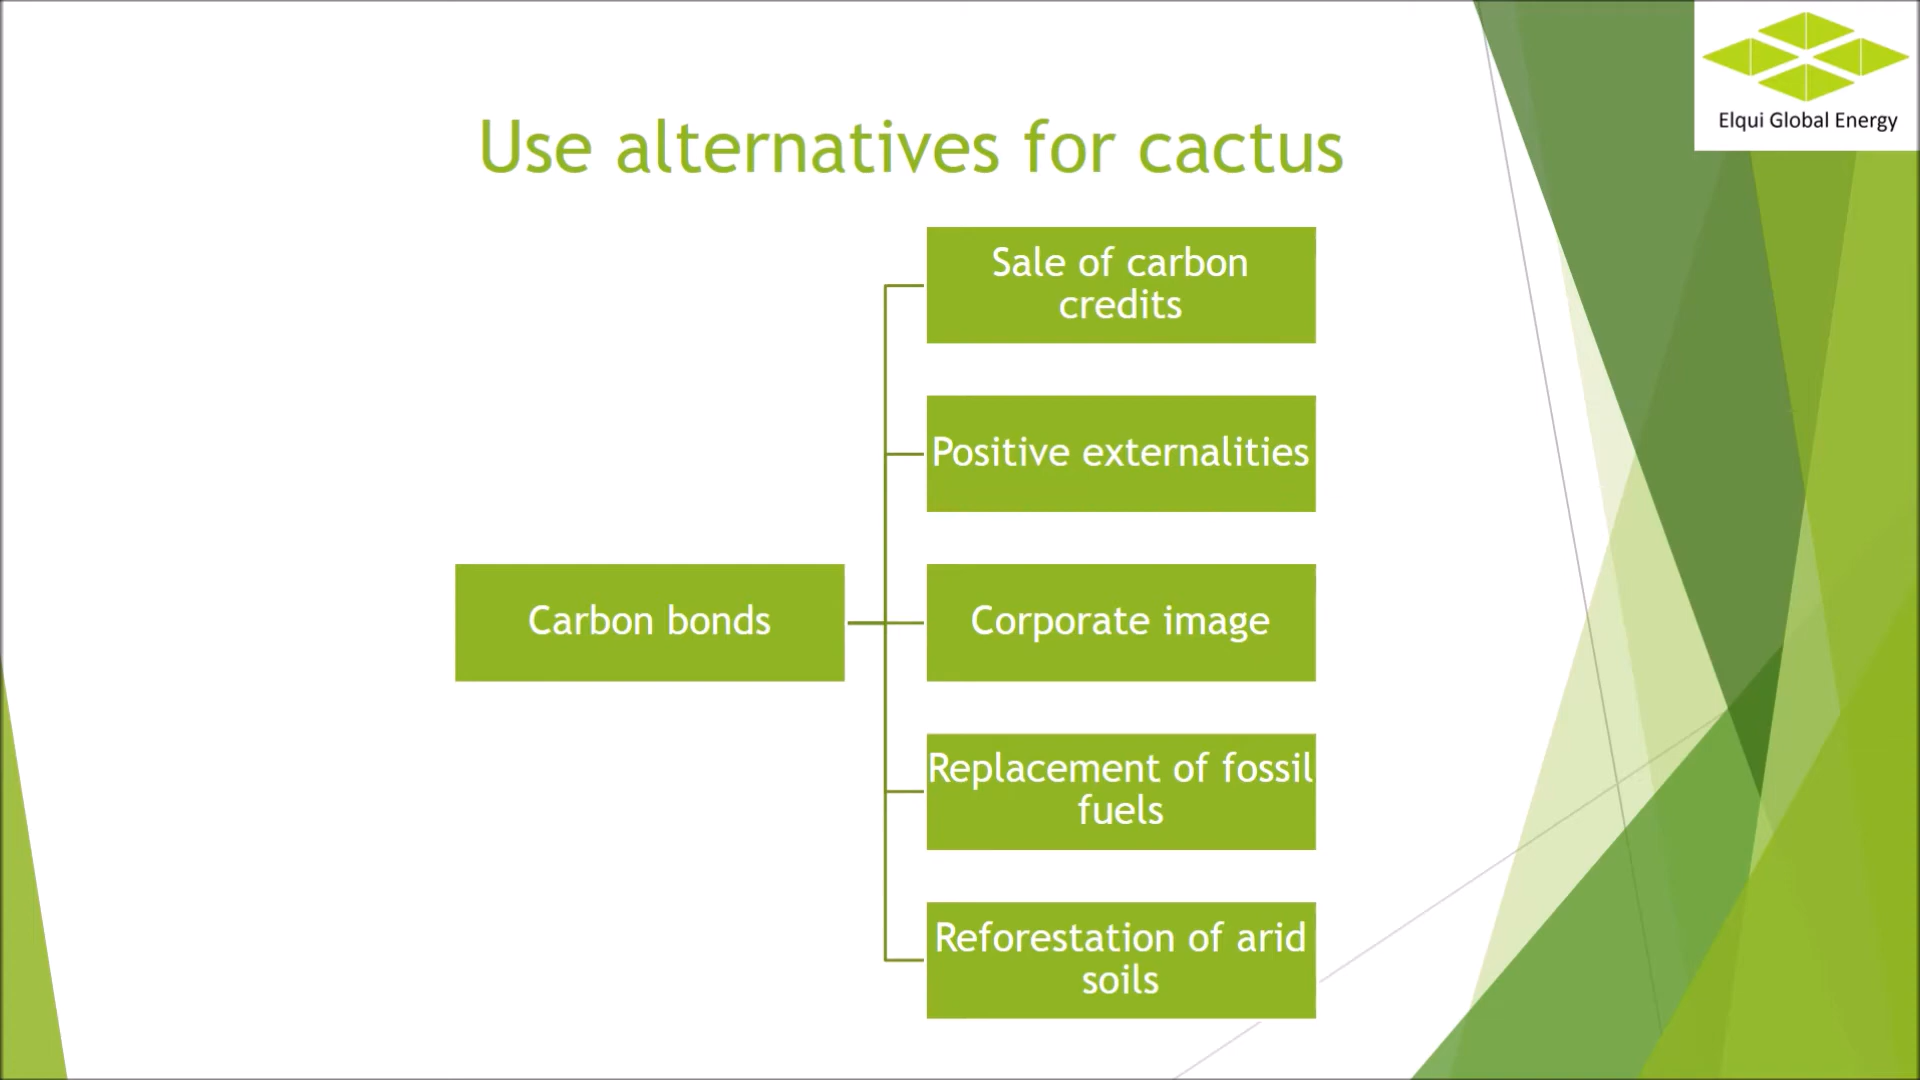 Elqui Global Energy
Use alternatives for cactus
Carbon bonds
Sale of carbon
credits
Positive externalities
Corporate image
Replacement of fossil
fuels
Reforestation of arid
soils